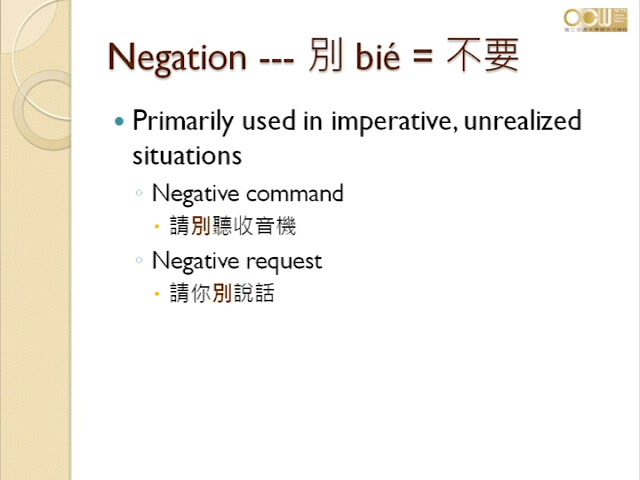 Negation --- 別 bié = 不要
Primarily used in imperative, unrealized
situations
Negative command
請別聽收音機
Negative request
請你別說話
OCW